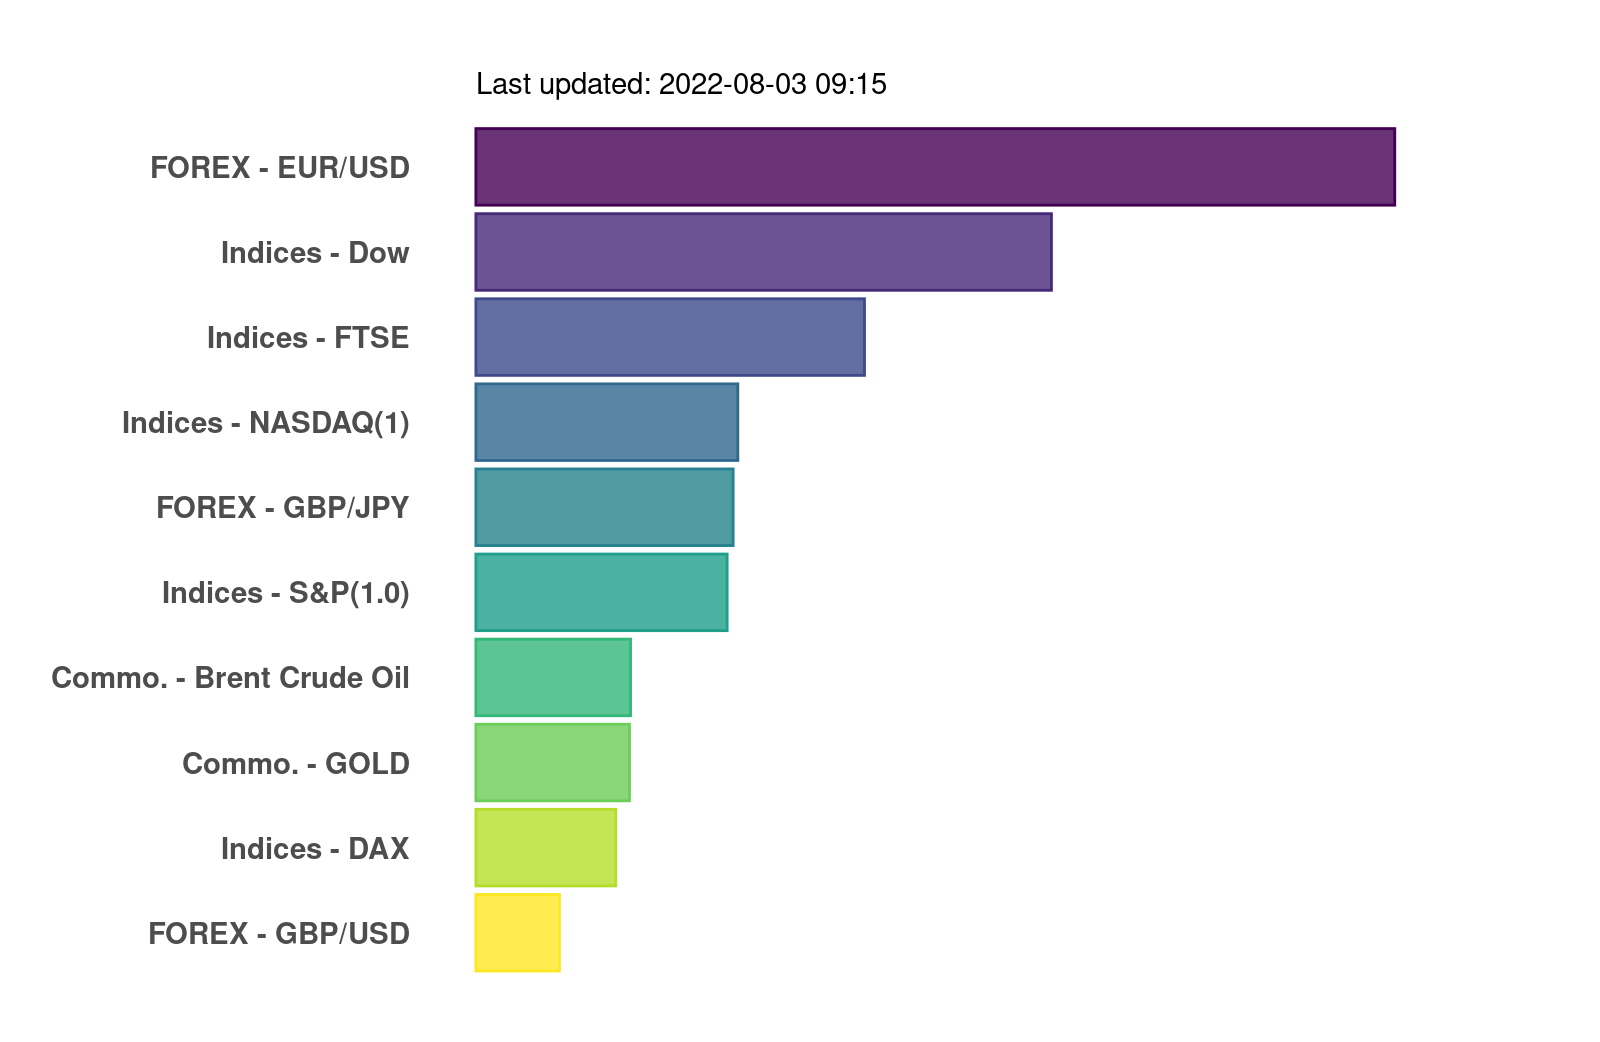 Last updated: 2022-08-03 09:15
FOREX - EUR/USD
Indices - Dow
Indices - FTSE
Indices - NASDAQ(1)
FOREX - GBP/JPY
Indices - S&P(1.0)
Commo. - Brent Crude Oil
Commo. - GOLD
Indices - DAX
FOREX - GBP/USD